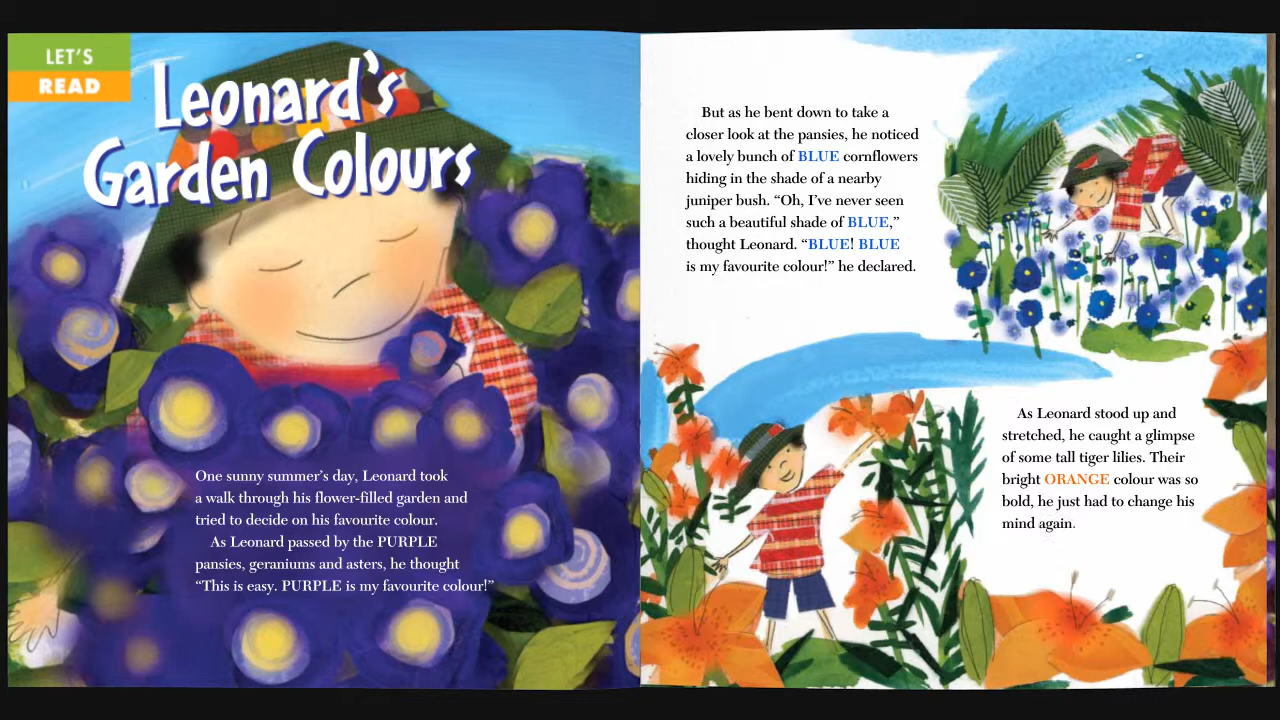 LET'S
READ
Leonard's
Garden Colours
One sunny summer's day, Leonard took
a walk through his flower-filled garden and
tried to decide on his favourite colour.
As Leonard passed by the PURPLE
pansies, geraniums and asters, he thought
“This is easy. PURPLE is my favourite colour!”
But as he bent down to take a
closer look at the pansies, he noticed
a lovely bunch of BLUE cornflowers
hiding in the shade of a nearby
juniper bush. “Oh, I've never seen
such a beautiful shade of BLUE,”
thought Leonard. “BLUE! BLUE
is my favourite colour!” he declared.
As Leonard stood up and
stretched, he caught a glimpse
of some tall tiger lilies. Their
bright ORANGE colour was so
bold, he just had to change his
mind again.